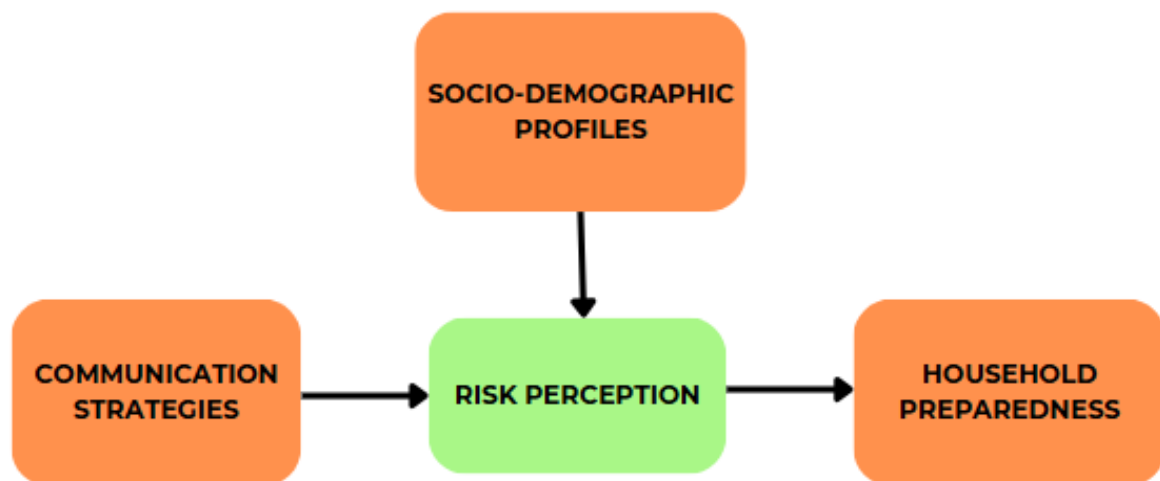 SOCIO-DEMOGRAPHIC
PROFILES
COMMUNICATION
STRATEGIES
RISK PERCEPTION
HOUSEHOLD
PREPAREDNESS